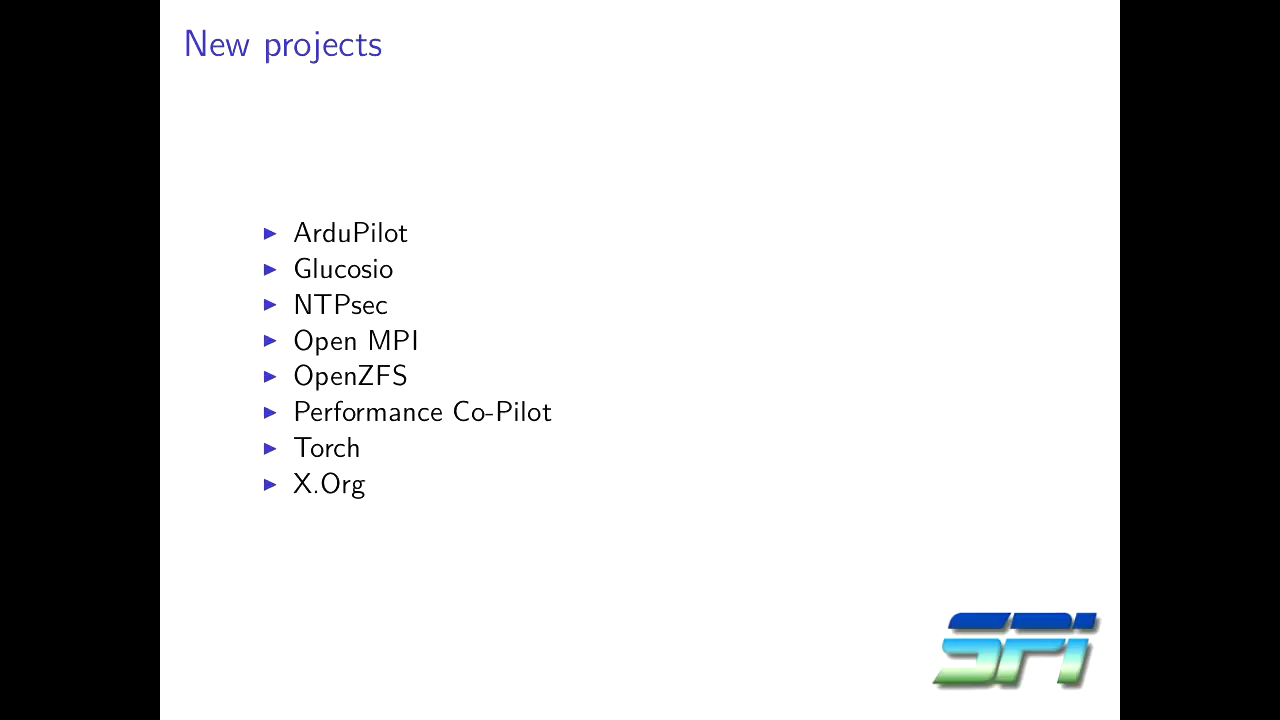 New projects
ArduPilot
Glucosio
NTPsec
Open MPI
OpenZFS
Performance Co-Pilot
Torch
X.Org
SPI